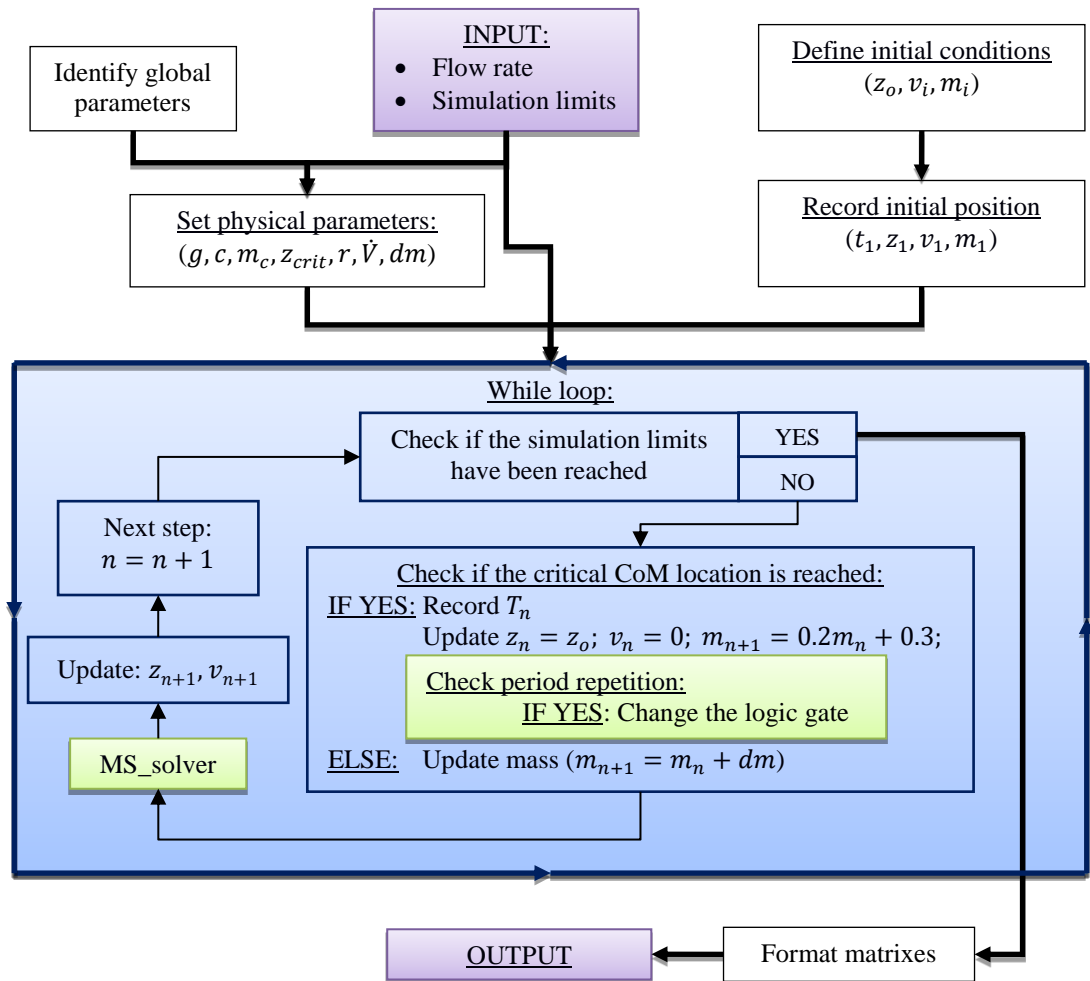 Identify global
parameters
INPUT:
• Flow rate
• Simulation limits
Define initial conditions
(z_o, v_i, m_i)
Set physical parameters:
(g, c, m_c, z_{crit}, r, V̇, dm)
Record initial position
(t_1, z_1, v_1, m_1)
While loop:
Check if the simulation limits
have been reached
YES
NO
Next step:
n = n + 1
Check if the critical CoM location is reached:
IF YES: Record T_n
Update z_n = z_o; v_n = 0; m_{n+1} = 0.2m_n + 0.3;
Check period repetition:
IF YES: Change the logic gate
ELSE: Update mass (m_{n+1} = m_n + dm)
Update: z_{n+1}, v_{n+1}
MS_solver
OUTPUT
Format matrixes